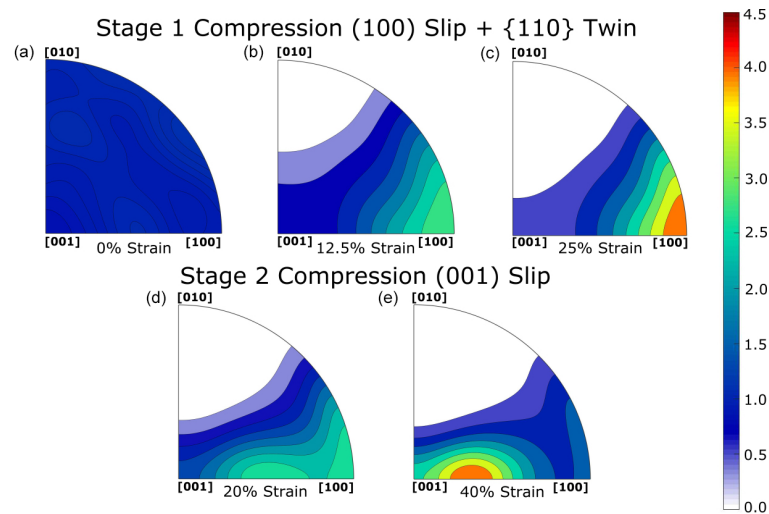 Stage 1 Compression (100) Slip + {110} Twin
(a) [010] (b) [010] (c) [010]
[001] 0% Strain [100] [001] 12.5% Strain [100] [001] 25% Strain [100]
Stage 2 Compression (001) Slip
(d) [010] (e) [010]
[001] 20% Strain [100] [001] 40% Strain [100]
4.5
4.0
3.5
3.0
2.5
2.0
1.5
1.0
0.5
0.0